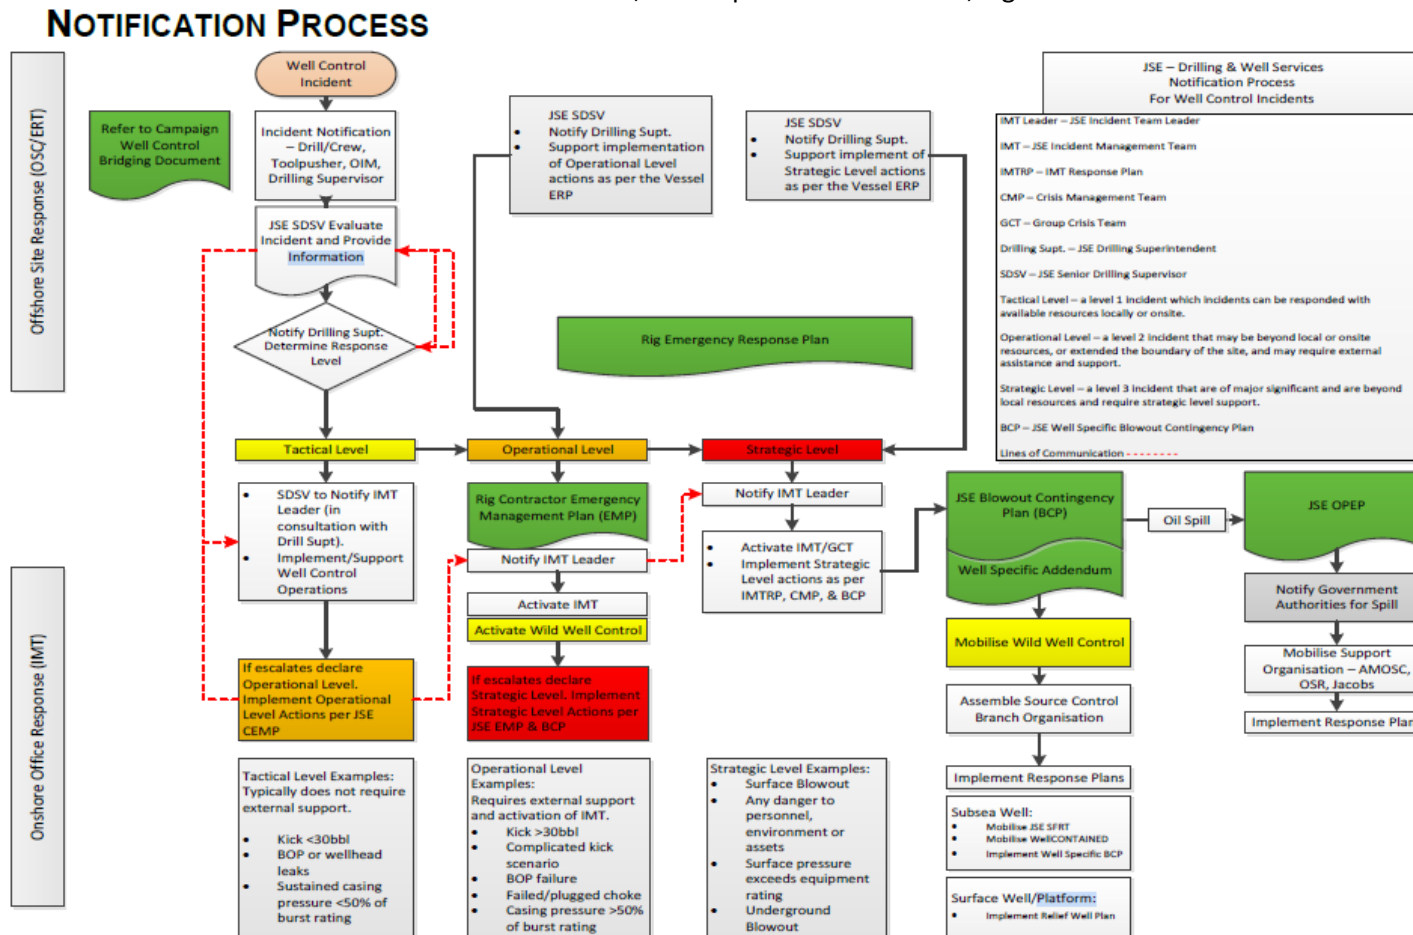 NOTIFICATION PROCESS
Offshore Site Response (OSC/ERT)
Onshore Office Response (IMT)
Well Control
Incident
Refer to Campaign
Well Control
Bridging Document
Incident Notification
– Drill/Crew,
Toolpusher, OIM,
Drilling Supervisor
JSE SDSV Evaluate
Incident and Provide
Information
Notify Drilling Supt.
Determine Response
Level
JSE SDSV
• Notify Drilling Supt.
• Support implementation
of Operational Level
actions as per the Vessel
ERP
JSE SDSV
• Notify Drilling Supt.
• Support implement of
Strategic Level actions
as per the Vessel ERP
Rig Emergency Response Plan
JSE – Drilling & Well Services
Notification Process
For Well Control Incidents
IMT Leader – JSE Incident Team Leader
IMT – JSE Incident Management Team
IMTRP – IMT Response Plan
CMP – Crisis Management Team
GCT – Group Crisis Team
Drilling Supt. – JSE Drilling Superintendent
SDSV – JSE Senior Drilling Supervisor
Tactical Level – a level 1 incident which incidents can be responded with
available resources locally or onsite.
Operational Level – a level 2 incident that may be beyond local or onsite
resources, or extended the boundary of the site, and may require external
assistance and support.
Strategic Level – a level 3 incident that are of major significant and are beyond
local resources and require strategic level support.
BCP – JSE Well Specific Blowout Contingency Plan
Lines of Communication - - - - - - - -
Tactical Level
Operational Level
Strategic Level
• SDSV to Notify IMT
Leader (in
consultation with
Drill Supt).
• Implement/Support
Well Control
Operations
If escalates declare
Operational Level.
Implement Operational
Level Actions per JSE
CEMP
Rig Contractor Emergency
Management Plan (EMP)
Notify IMT Leader
Activate IMT
Activate Wild Well Control
If escalates declare
Strategic Level. Implement
Strategic Level Actions per
JSE EMP & BCP
Notify IMT Leader
• Activate IMT/GCT
• Implement Strategic
Level actions as per
IMTRP, CMP, & BCP
JSE Blowout Contingency
Plan (BCP)
Well Specific Addendum
Oil Spill
JSE OPEP
Mobilise Wild Well Control
Assemble Source Control
Branch Organisation
Implement Response Plans
Subsea Well:
• Mobilise JSE SFRT
• Mobilise WellCONTAINED
• Implement Well Specific BCP
Surface Well/Platform:
• Implement Relief Well Plan
Notify Government
Authorities for Spill
Mobilise Support
Organisation – AMOSC,
OSR, Jacobs
Implement Response Plan
Tactical Level Examples:
Typically does not require
external support.
• Kick <30bbl
• BOP or wellhead
leaks
• Sustained casing
pressure <50% of
burst rating
Operational Level
Examples:
Requires external support
and activation of IMT.
• Kick >30bbl
• Complicated kick
scenario
• BOP failure
• Failed/plugged choke
• Casing pressure >50%
of burst rating
Strategic Level Examples:
• Surface Blowout
• Any danger to
personnel,
environment or
assets
• Surface pressure
exceeds equipment
rating
• Underground
Blowout